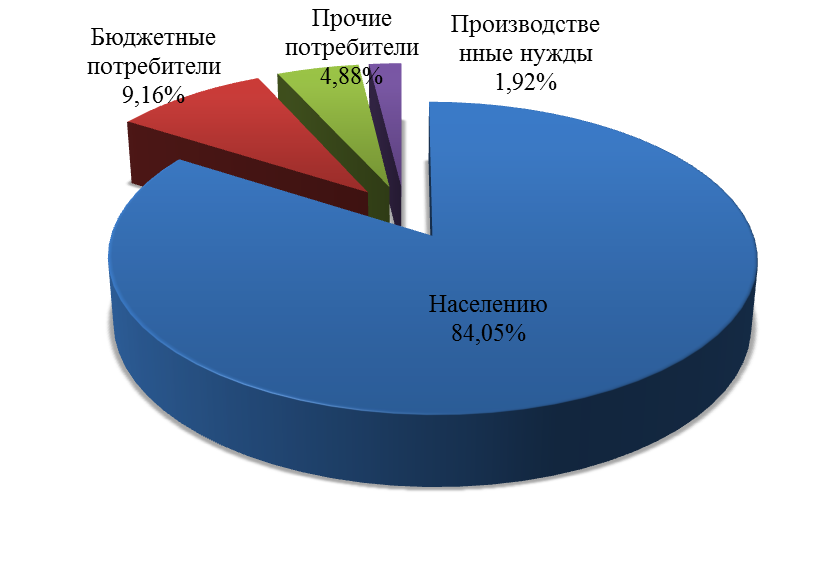 Бюджетные
потребители
9,16%
Прочие
потребители
4,88%
Производстве
нные нужды
1,92%
Населению
84,05%